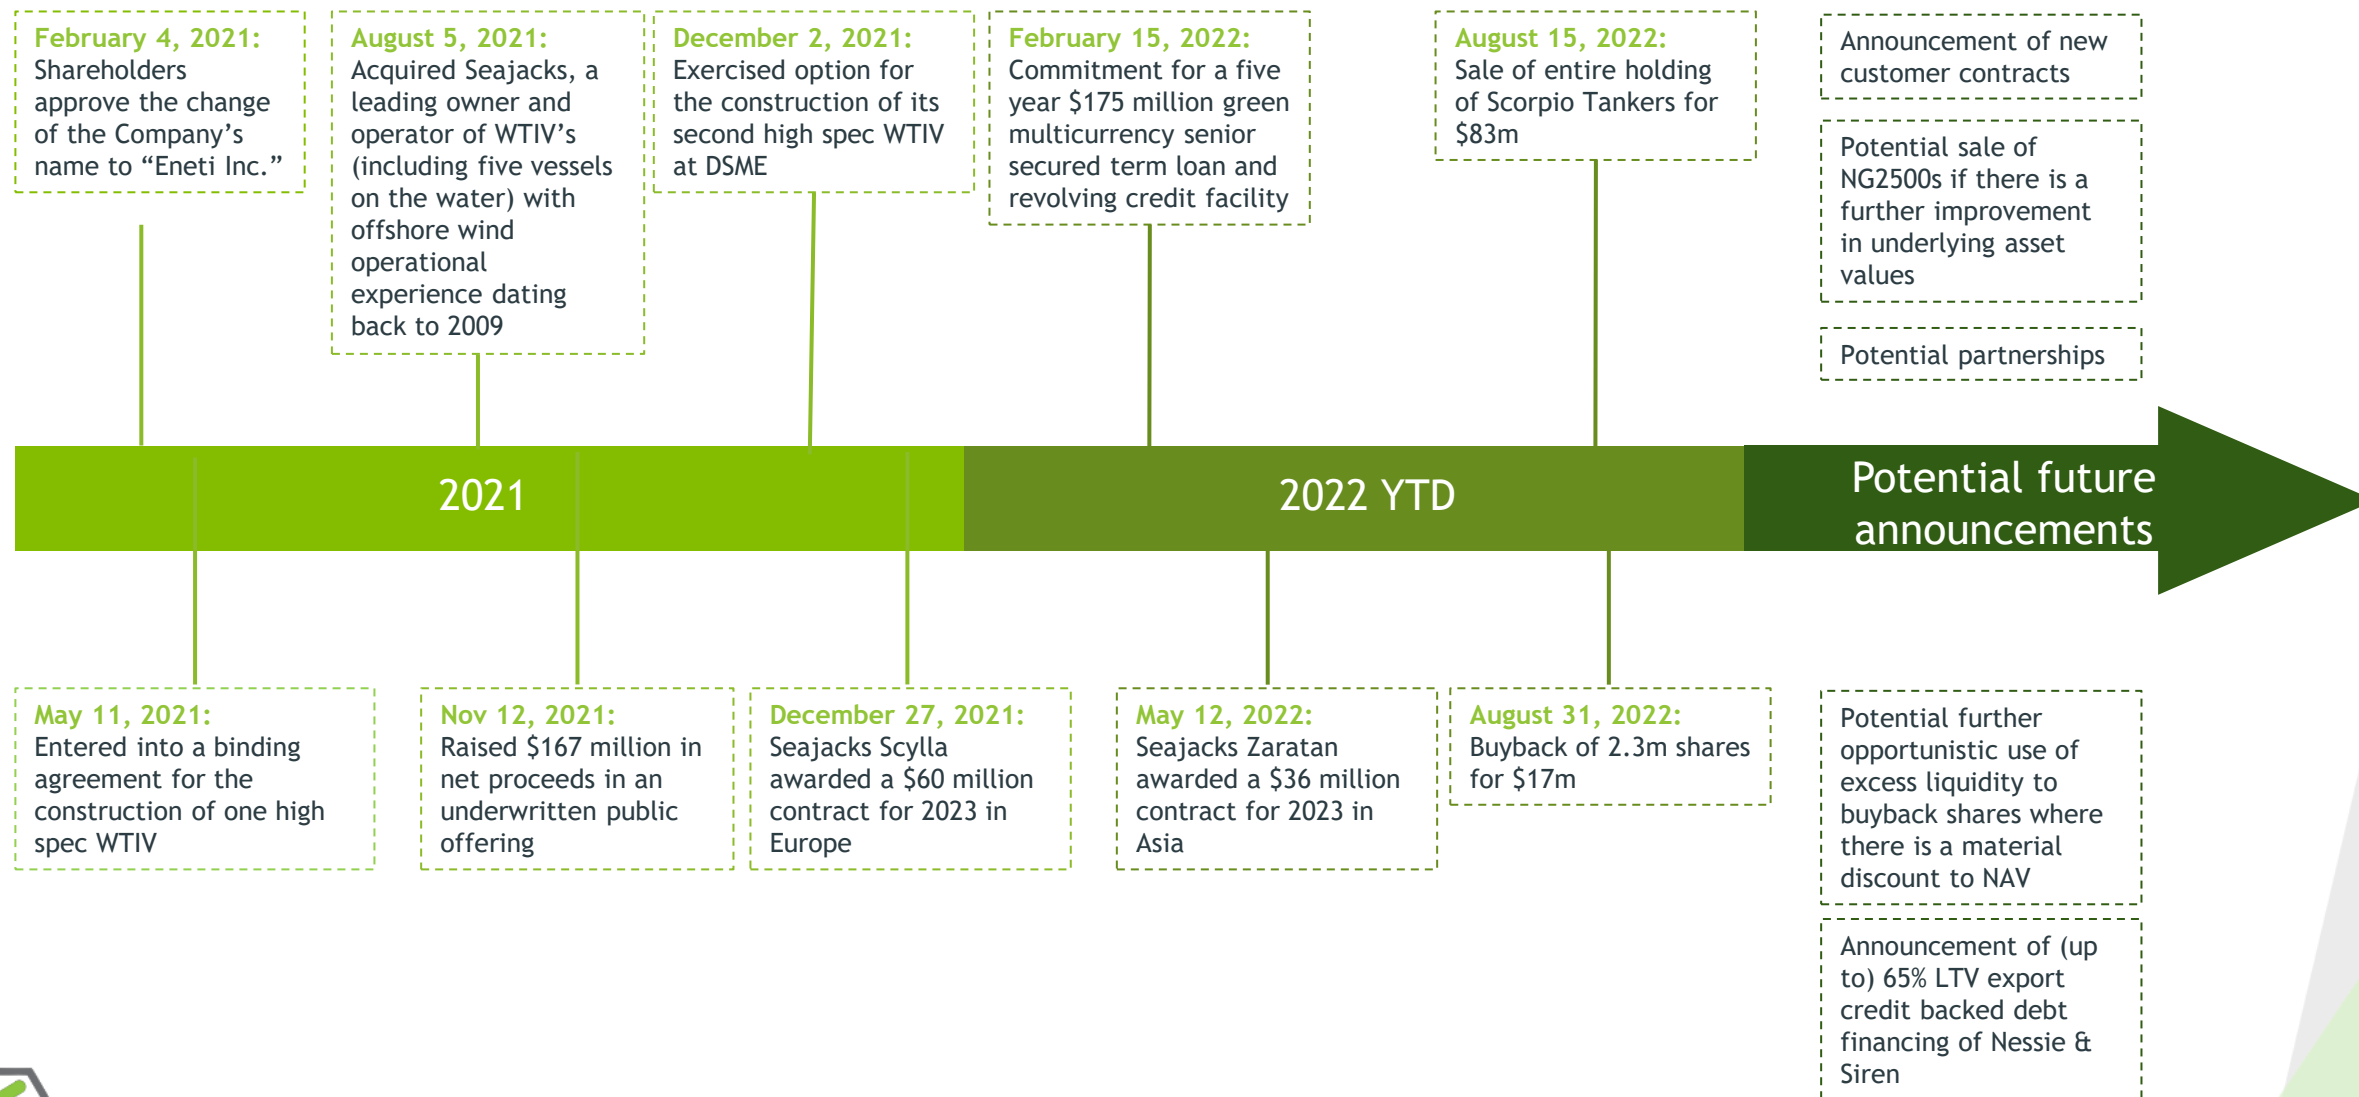 February 4, 2021:
Shareholders
approve the change
of the Company’s
name to “Eneti Inc.”
August 5, 2021:
Acquired Seajacks, a
leading owner and
operator of WTIV’s
(including five vessels
on the water) with
offshore wind
operational
experience dating
back to 2009
December 2, 2021:
Exercised option for
the construction of its
second high spec WTIV
at DSME
February 15, 2022:
Commitment for a five
year $175 million green
multicurrency senior
secured term loan and
revolving credit facility
August 15, 2022:
Sale of entire holding
of Scorpio Tankers for
$83m
Announcement of new
customer contracts
Potential sale of
NG2500s if there is a
further improvement
in underlying asset
values
Potential partnerships
2021
2022 YTD
Potential future
announcements
May 11, 2021:
Entered into a binding
agreement for the
construction of one high
spec WTIV
Nov 12, 2021:
Raised $167 million in
net proceeds in an
underwritten public
offering
December 27, 2021:
Seajacks Scylla
awarded a $60 million
contract for 2023 in
Europe
May 12, 2022:
Seajacks Zaratan
awarded a $36 million
contract for 2023 in
Asia
August 31, 2022:
Buyback of 2.3m shares
for $17m
Potential further
opportunistic use of
excess liquidity to
buyback shares where
there is a material
discount to NAV
Announcement of (up
to) 65% LTV export
credit backed debt
financing of Nessie &
Siren